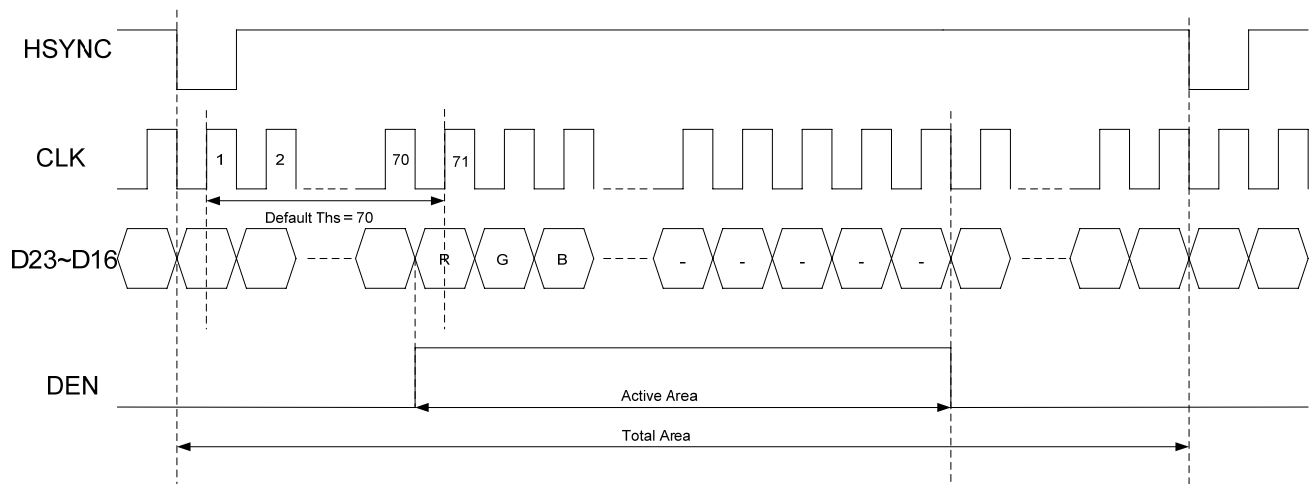 HSYNC
CLK
1 2 70 71
Default Ths = 70
D23~D16
R G B - - - - -
DEN
Active Area
Total Area